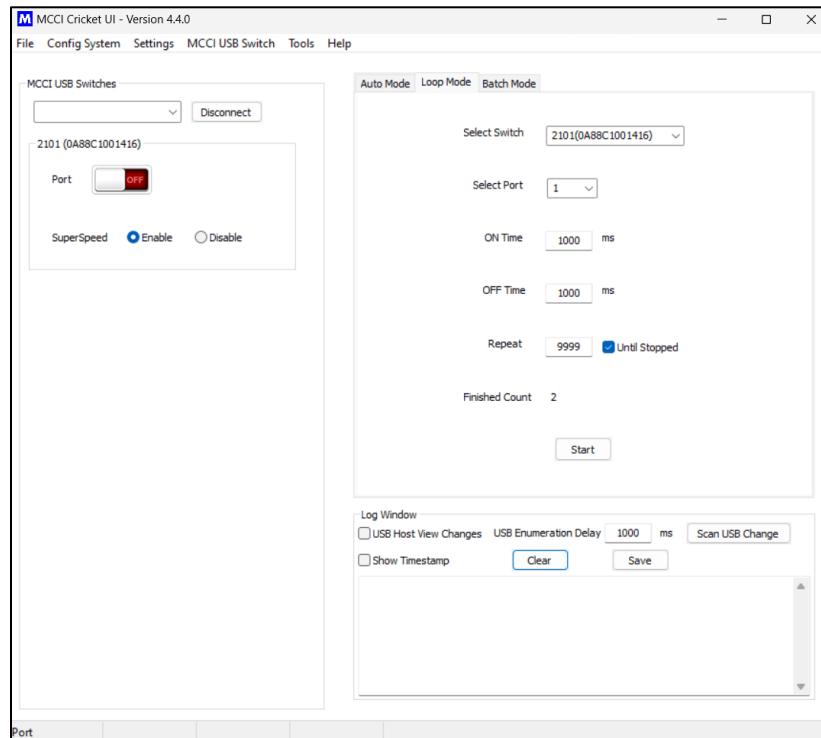 M MCCI Cricket UI - Version 4.4.0
File Config System Settings MCCI USB Switch Tools Help
MCCI USB Switches
Disconnect
2101 (0A88C1001416)
Port OFF
SuperSpeed Enable Disable
Auto Mode Loop Mode Batch Mode
Select Switch 2101(0A88C1001416)
Select Port 1
ON Time 1000 ms
OFF Time 1000 ms
Repeat 9999 Until Stopped
Finished Count 2
Start
Log Window
USB Host View Changes USB Enumeration Delay 1000 ms Scan USB Change
Show Timestamp Clear Save
Port